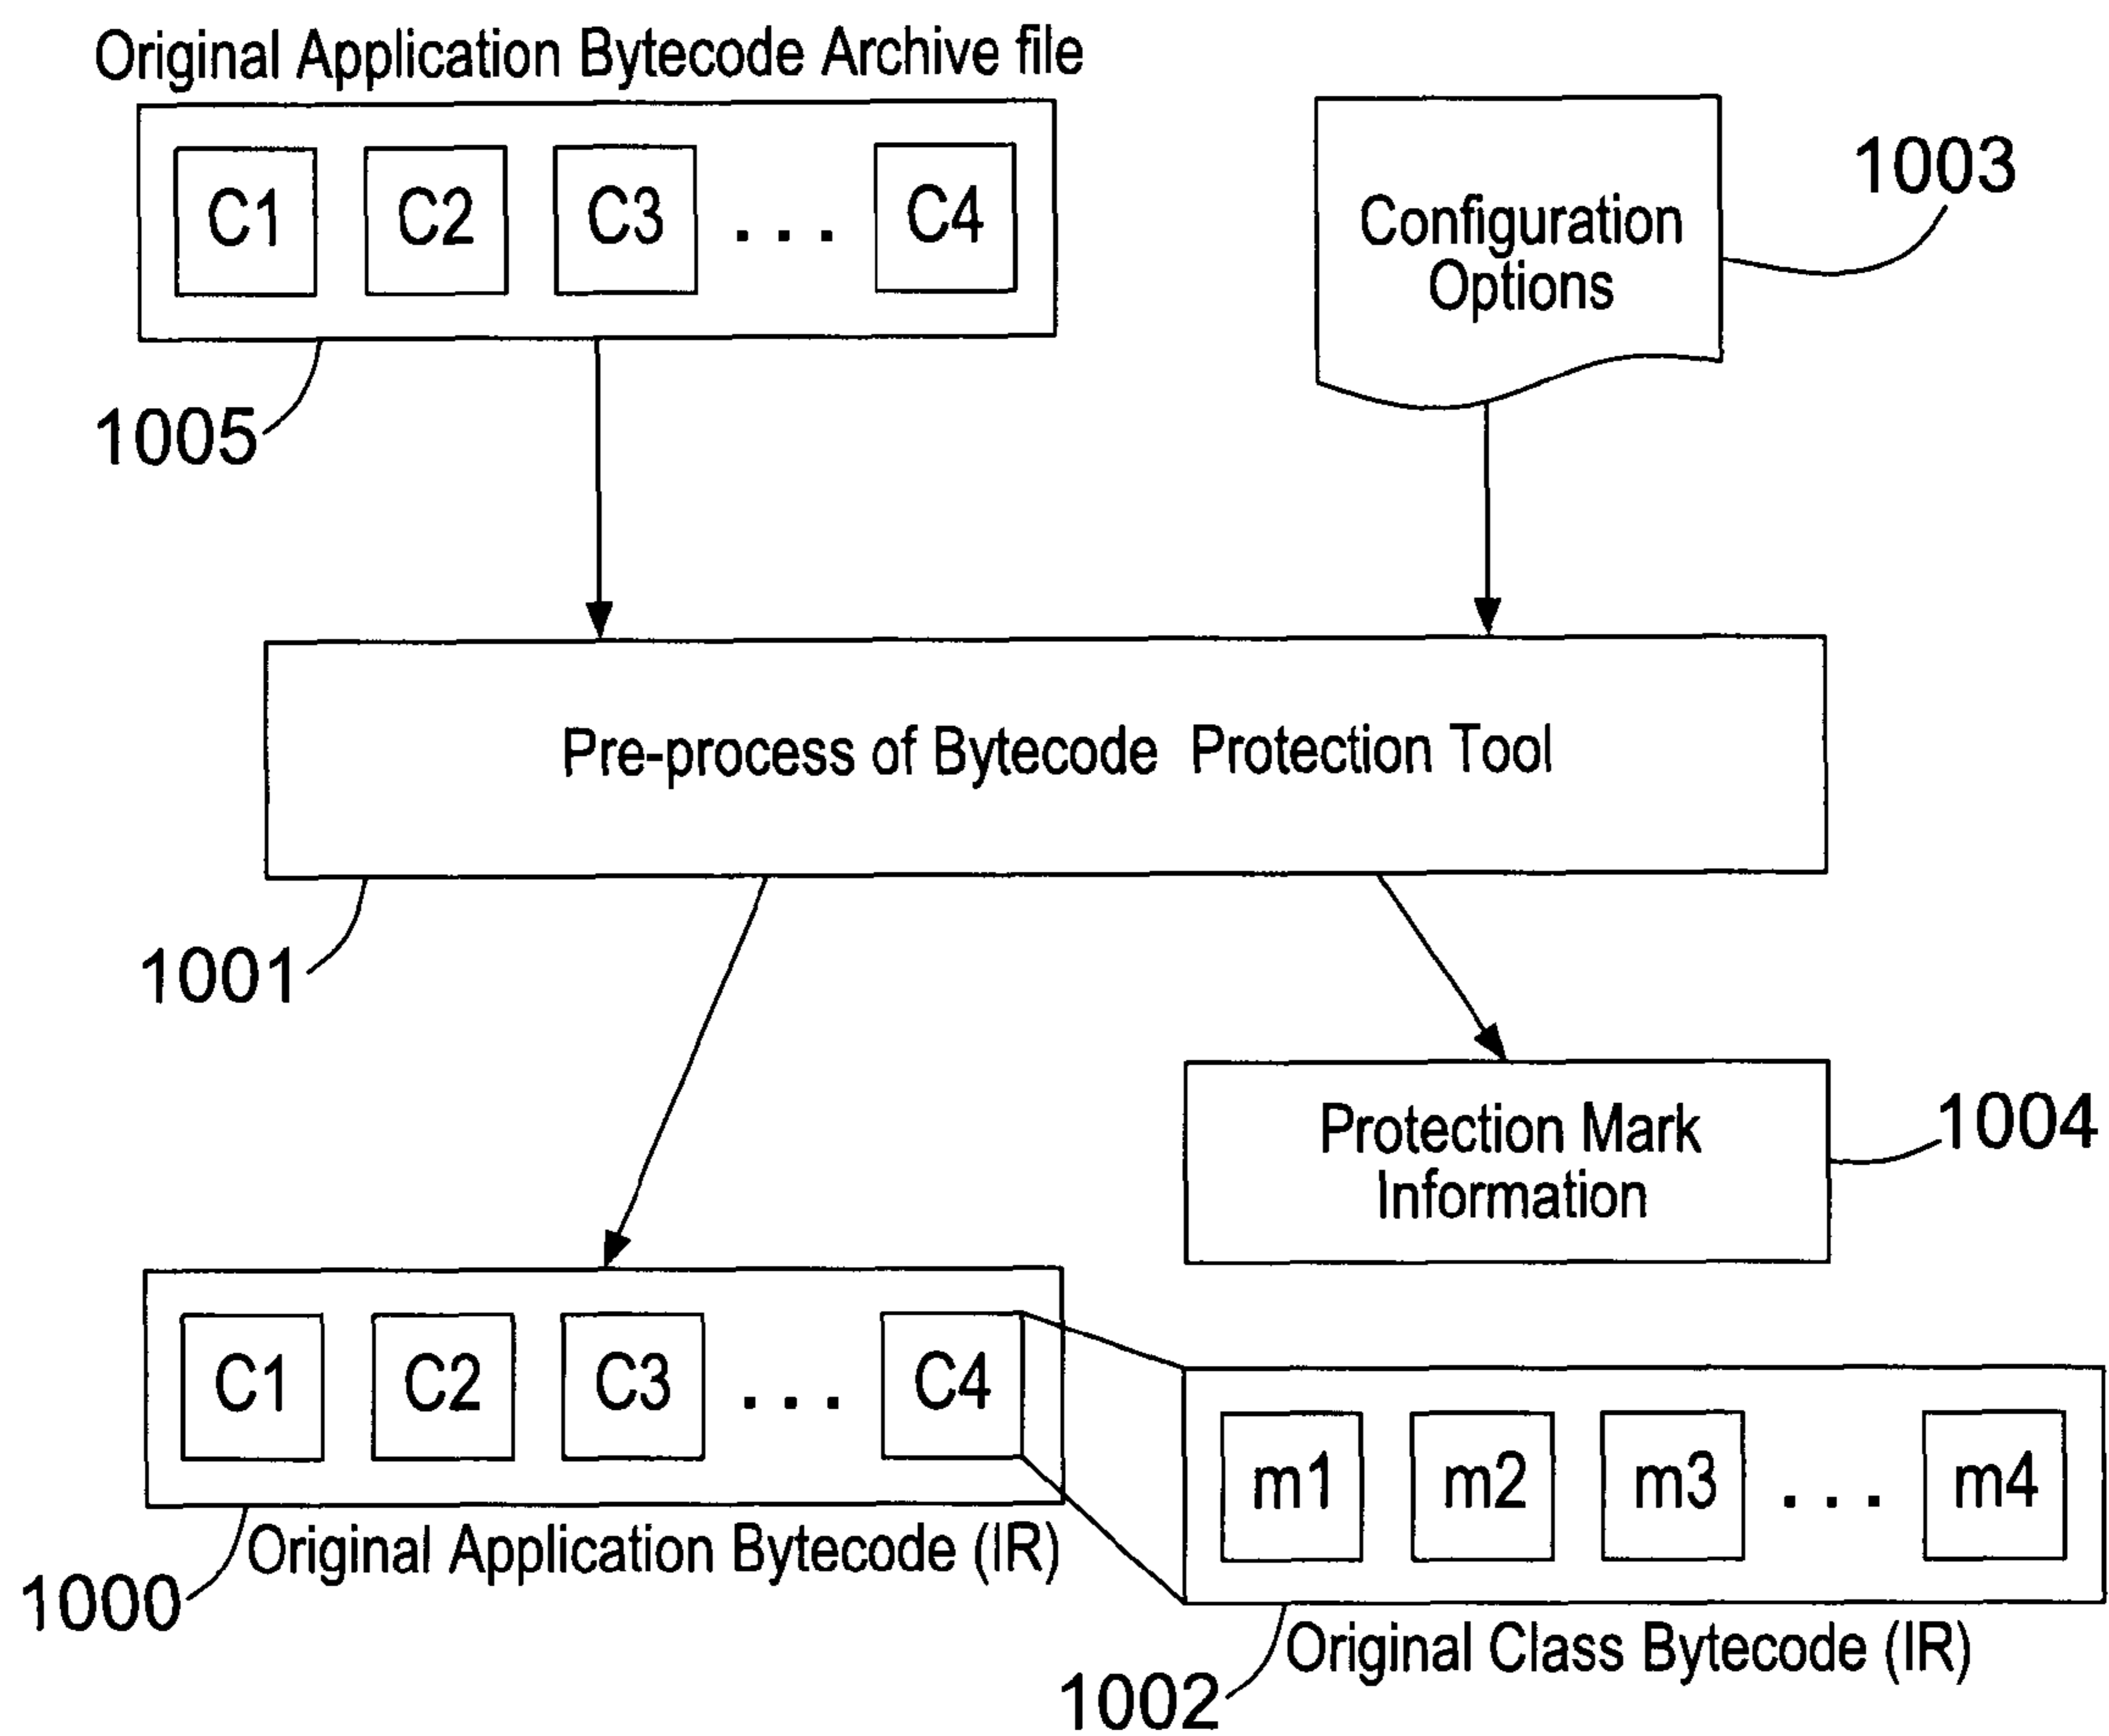 Original Application Bytecode Archive file
C1 C2 C3 ... C4
1005
Configuration
Options
1003
Pre-process of Bytecode Protection Tool
1001
Protection Mark
Information
1004
C1 C2 C3 ... C4
Original Application Bytecode (IR)
1000
m1 m2 m3 ... m4
Original Class Bytecode (IR)
1002